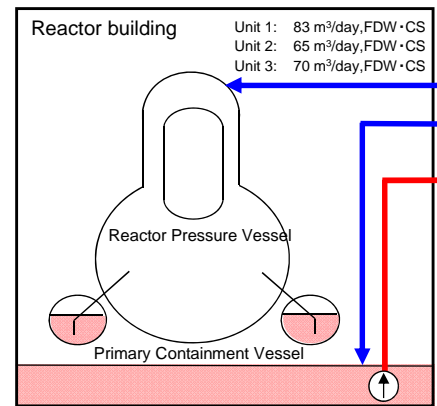 Reactor building
Unit 1: 83 m³/day,FDW・CS
Unit 2: 65 m³/day,FDW・CS
Unit 3: 70 m³/day,FDW・CS
Reactor Pressure Vessel
Primary Containment Vessel